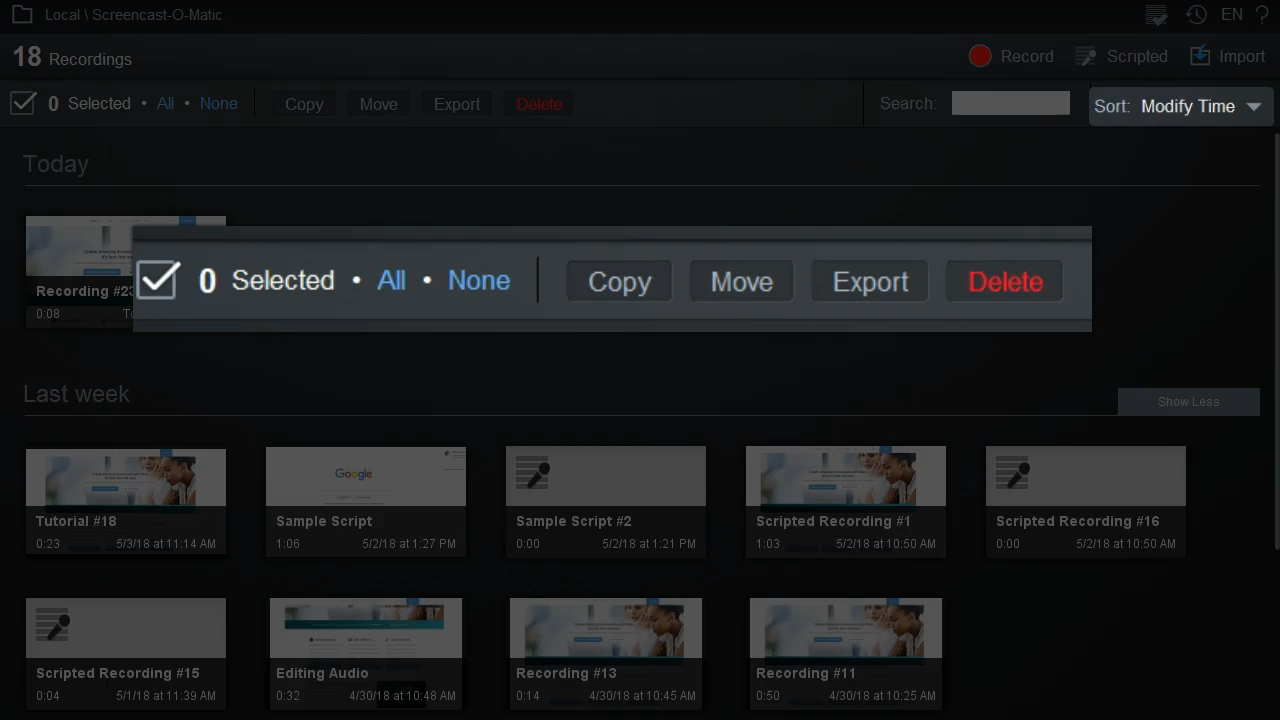 Local \ Screencast-O-Matic
EN ?
18 Recordings
Record
Scripted
Import
0 Selected • All • None
Copy
Move
Export
Delete
Search:
Sort: Modify Time
Today
Recording #23
0:08
0 Selected • All • None
Copy
Move
Export
Delete
Last week
Show Less
Tutorial #18
0:23 5/3/18 at 11:14 AM
Sample Script
1:06 5/2/18 at 1:27 PM
Sample Script #2
0:00 5/2/18 at 1:21 PM
Scripted Recording #1
1:03 5/2/18 at 10:50 AM
Scripted Recording #16
0:00 5/2/18 at 10:50 AM
Scripted Recording #15
0:04 5/1/18 at 11:39 AM
Editing Audio
0:32 4/30/18 at 10:48 AM
Recording #13
0:14 4/30/18 at 10:45 AM
Recording #11
0:50 4/30/18 at 10:25 AM
Google